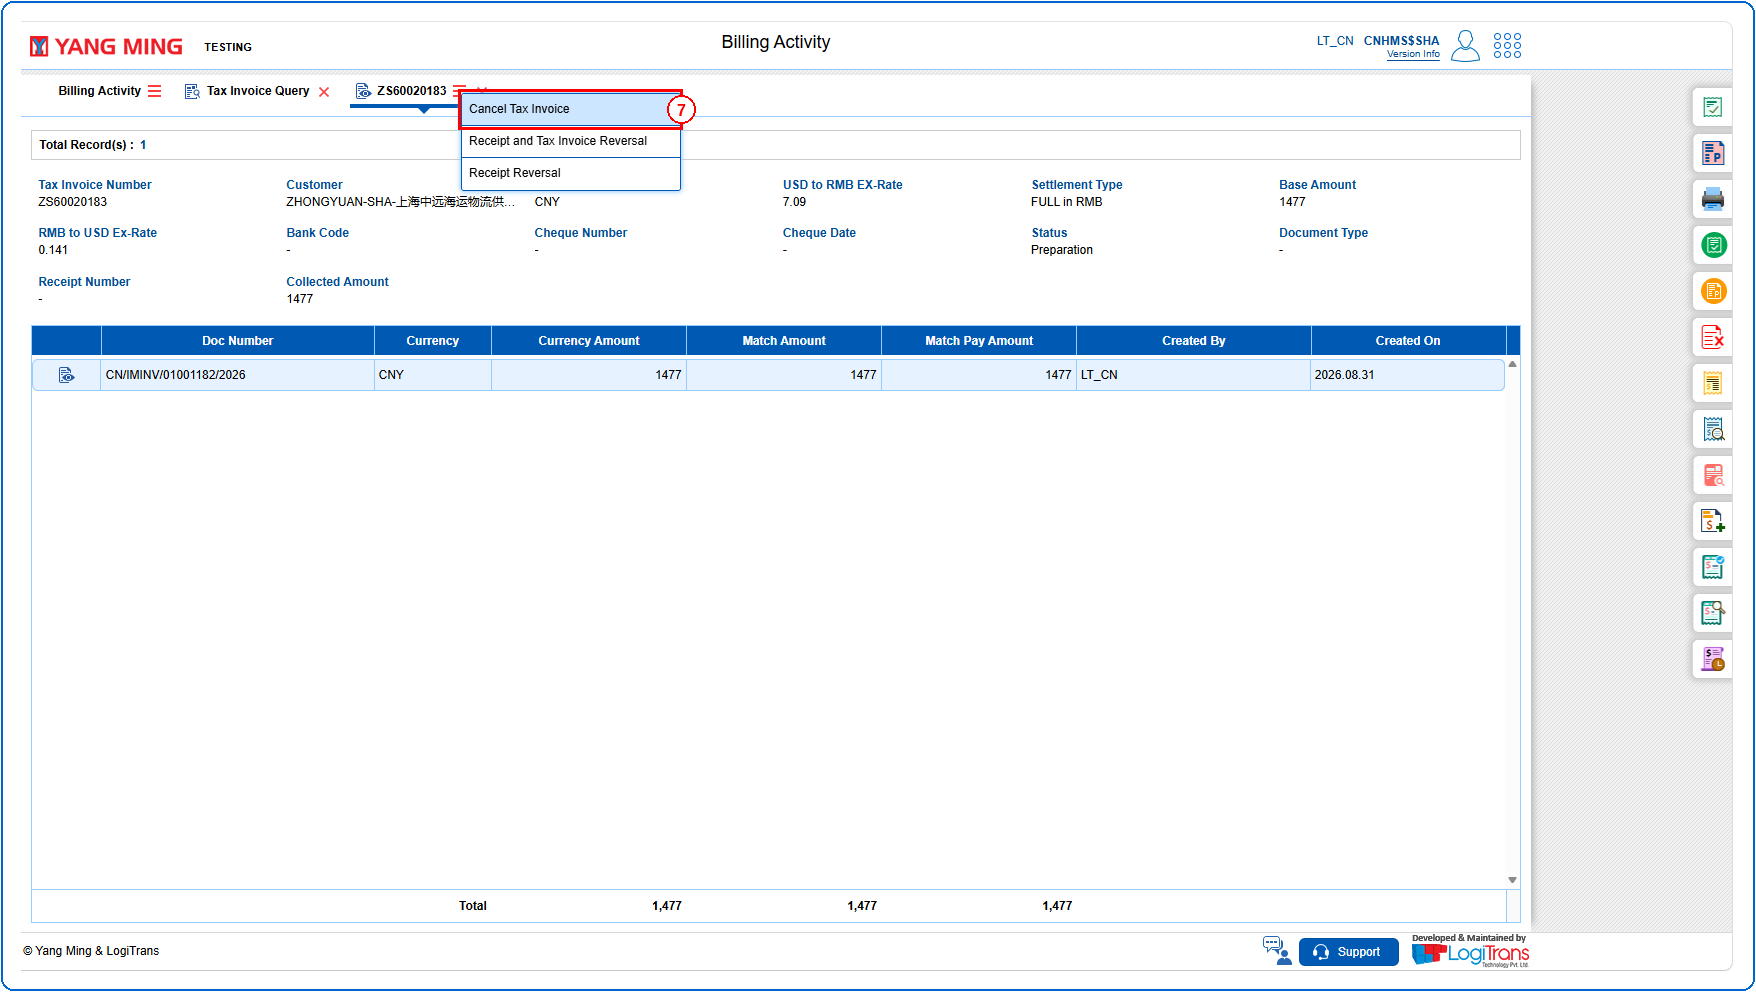 YANG MING TESTING
Billing Activity
LT_CN CNHMS$SHA
Version Info
Billing Activity Tax Invoice Query ZS60020183
Cancel Tax Invoice 7
Receipt and Tax Invoice Reversal
Receipt Reversal
Total Record(s) : 1
Tax Invoice Number Customer USD to RMB EX-Rate Settlement Type Base Amount
ZS60020183 ZHONGYUAN-SHA-上海中远海运物流供... CNY 7.09 FULL in RMB 1477
RMB to USD Ex-Rate Bank Code Cheque Number Cheque Date Status Document Type
0.141 - - - Preparation -
Receipt Number Collected Amount
- 1477
Doc Number Currency Currency Amount Match Amount Match Pay Amount Created By Created On
CN/IMINV/01001182/2026 CNY 1477 1477 1477 LT_CN 2026.08.31
Total 1,477 1,477 1,477
© Yang Ming & LogiTrans
Support
Developed & Maintained by
LogiTrans
Technology Pvt. Ltd.